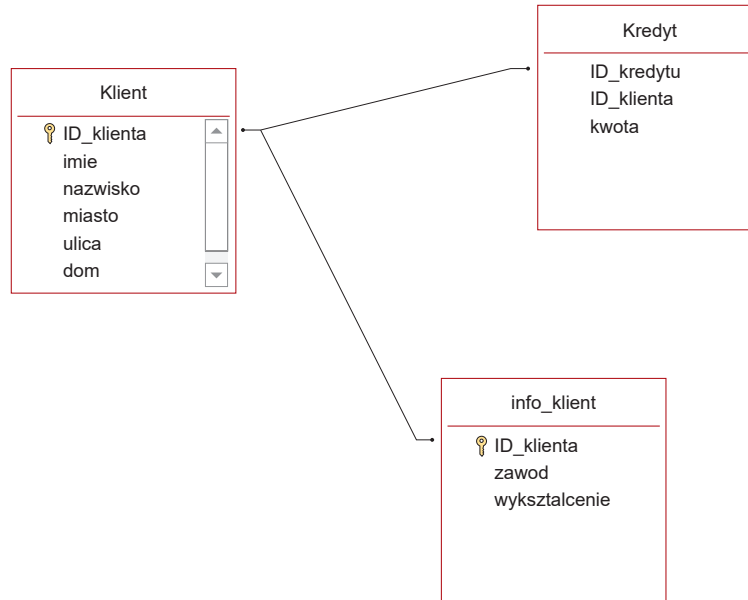 Klient
ID_klienta
imie
nazwisko
miasto
ulica
dom
Kredyt
ID_kredytu
ID_klienta
kwota
info_klient
ID_klienta
zawod
wyksztalcenie